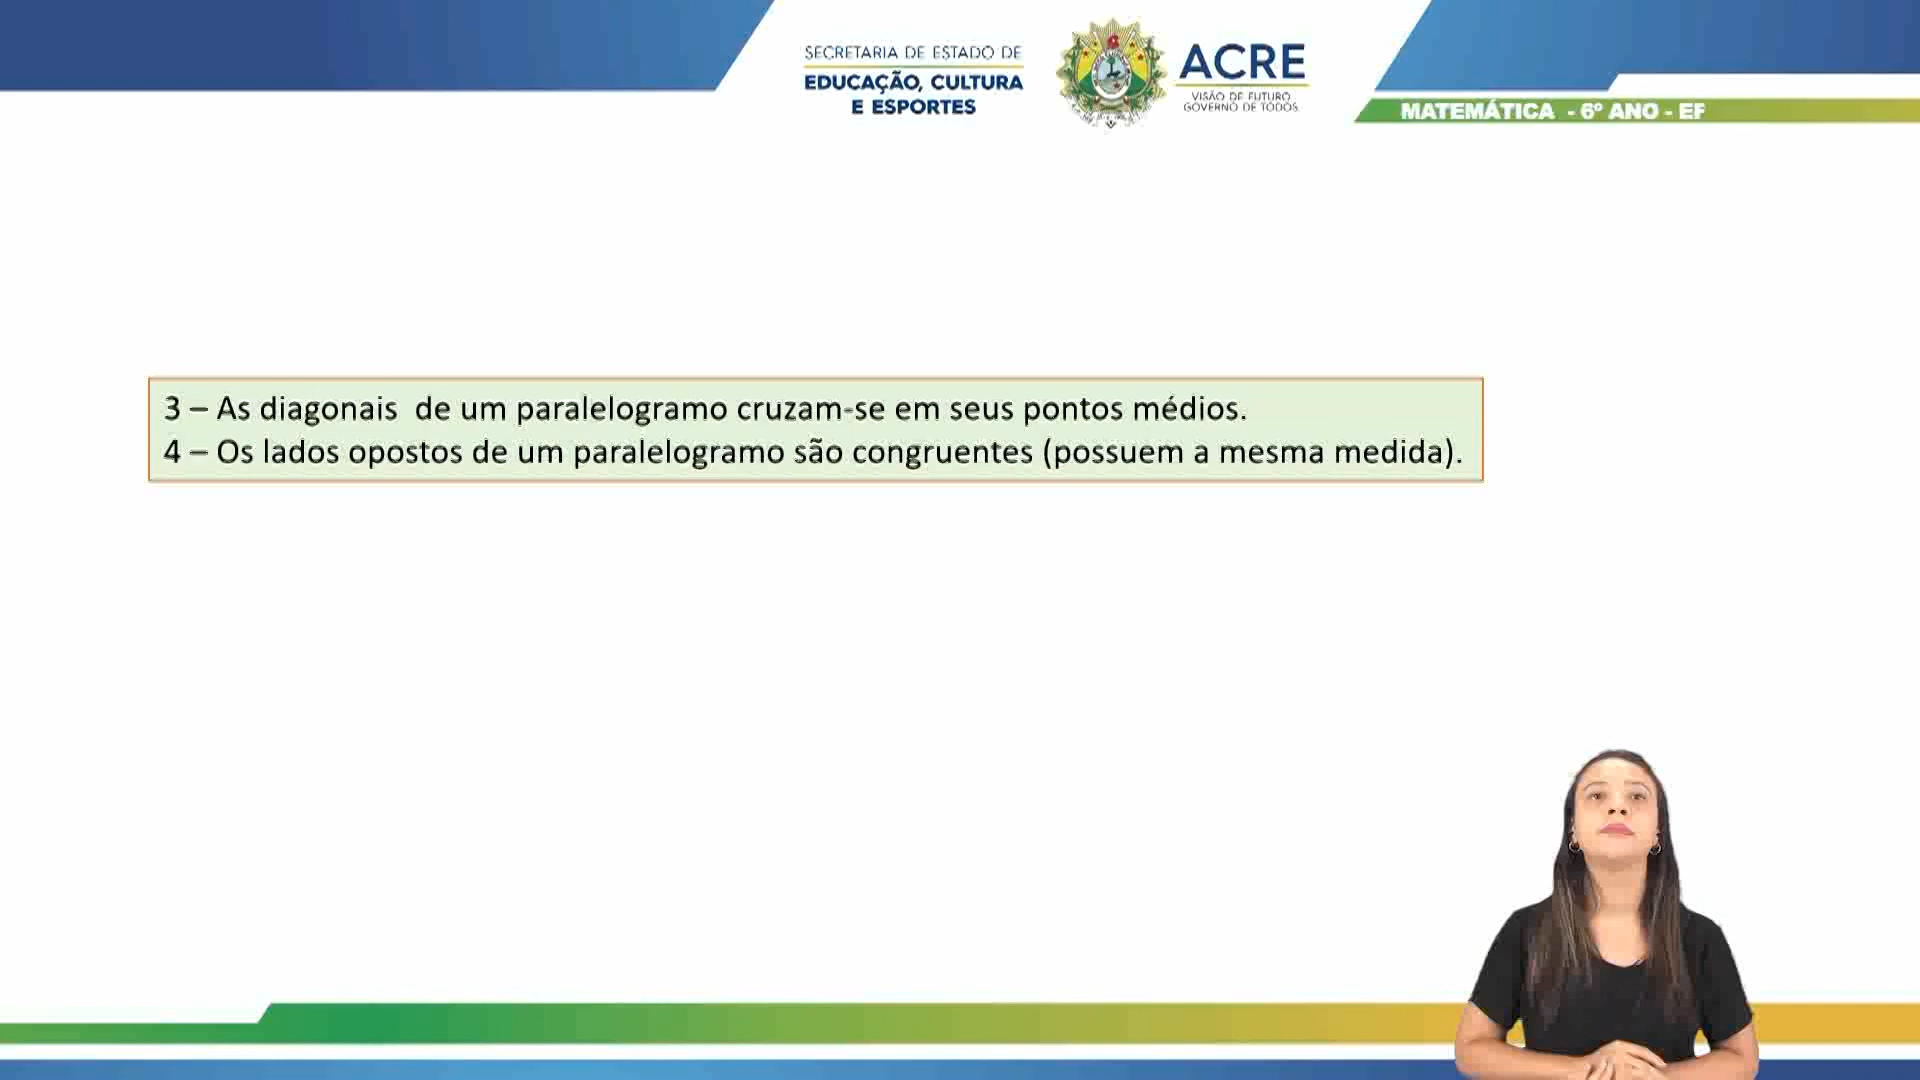 SECRETARIA DE ESTADO DE
EDUCAÇÃO, CULTURA
E ESPORTES
ACRE
VISÃO DE FUTURO
GOVERNO DE TODOS
MATEMÁTICA - 6º ANO - EF
3 – As diagonais de um paralelogramo cruzam-se em seus pontos médios.
4 – Os lados opostos de um paralelogramo são congruentes (possuem a mesma medida).